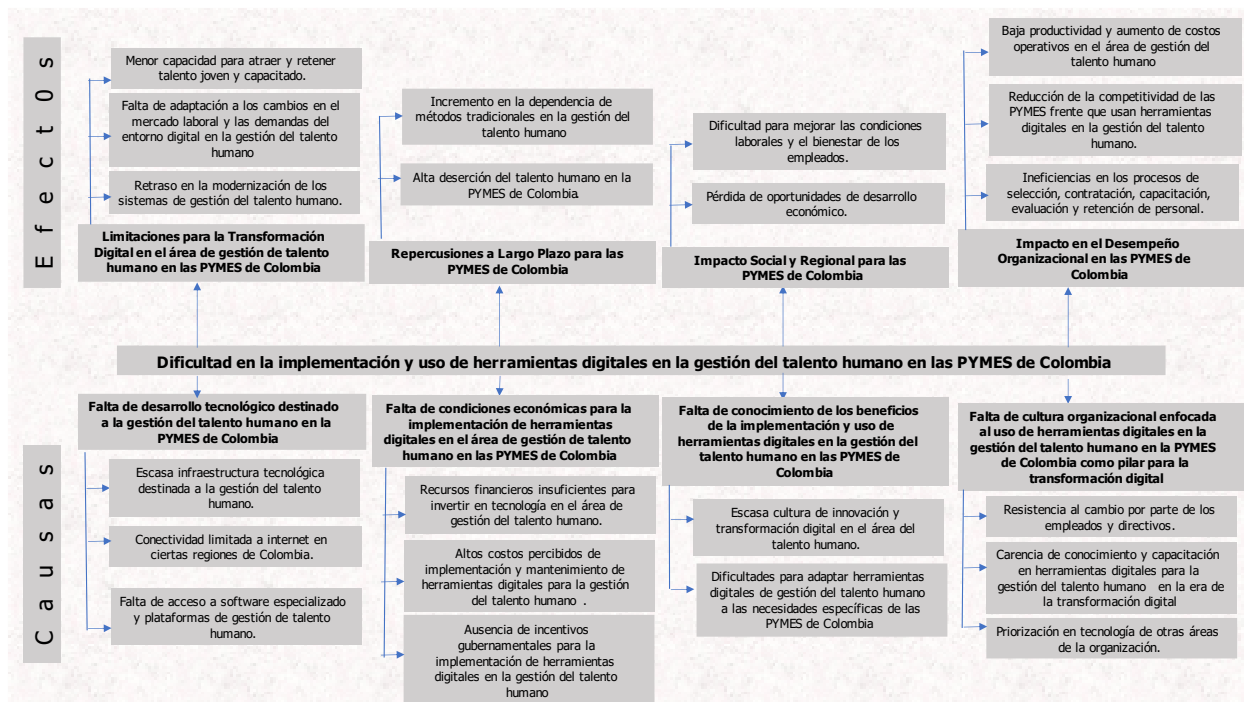 Efect0s
Menor capacidad para atraer y retener
talento joven y capacitado.
Falta de adaptación a los cambios en el
mercado laboral y las demandas del
entorno digital en la gestión del talento
humano
Retraso en la modernización de los
sistemas de gestión del talento humano.
Limitaciones para la Transformación
Digital en el área de gestión de talento
humano en las PYMES de Colombia
Incremento en la dependencia de
métodos tradicionales en la gestión del
talento humano
Alta deserción del talento humano en la
PYMES de Colombia.
Repercusiones a Largo Plazo para las
PYMES de Colombia
Dificultad para mejorar las condiciones
laborales y el bienestar de los
empleados.
Pérdida de oportunidades de desarrollo
económico.
Impacto Social y Regional para las
PYMES de Colombia
Baja productividad y aumento de costos
operativos en el área de gestión del
talento humano
Reducción de la competitividad de las
PYME frente que usan herramientas
digitales en la gestión del talento
humano.
Ineficiencias en los procesos de
selección, contratación, capacitación,
evaluación y retención de personal.
Impacto en el Desempeño
Organizacional en las PYMES de
Colombia
Dificultad en la implementación y uso de herramientas digitales en la gestión del talento humano en las PYMES de Colombia
Causas
Falta de desarrollo tecnológico destinado
a la gestión del talento humano en la
PYMES de Colombia
Escasa infraestructura tecnológica
destinada a la gestión del talento
humano.
Conectividad limitada a internet en
ciertas regiones de Colombia.
Falta de acceso a software especializado
y plataformas de gestión de talento
humano.
Falta de condiciones económicas para la
implementación de herramientas
digitales en el área de gestión de talento
humano en las PYMES de Colombia
Recursos financieros insuficientes para
invertir en tecnología en el área de
gestión del talento humano.
Altos costos percibidos de
implementación y mantenimiento de
herramientas digitales para la gestión
del talento humano .
Ausencia de incentivos
gubernamentales para la
implementación de herramientas
digitales en la gestión del talento
humano
Falta de conocimiento de los beneficios
de la implementación y uso de
herramientas digitales en la gestión del
talento humano en las PYMES de
Colombia
Escasa cultura de innovación y
transformación digital en el área del
talento humano.
Dificultades para adaptar herramientas
digitales de gestión del talento humano
a las necesidades específicas de las
PYMES de Colombia
Falta de cultura organizacional enfocada
al uso de herramientas digitales en la
gestión del talento humano en la PYMES
de Colombia como pilar para la
transformación digital
Resistencia al cambio por parte de los
empleados y directivos.
Carencia de conocimiento y capacitación
en herramientas digitales para la
gestión del talento humano en la era de
la transformación digital
Priorización en tecnología de otras áreas
de la organización.